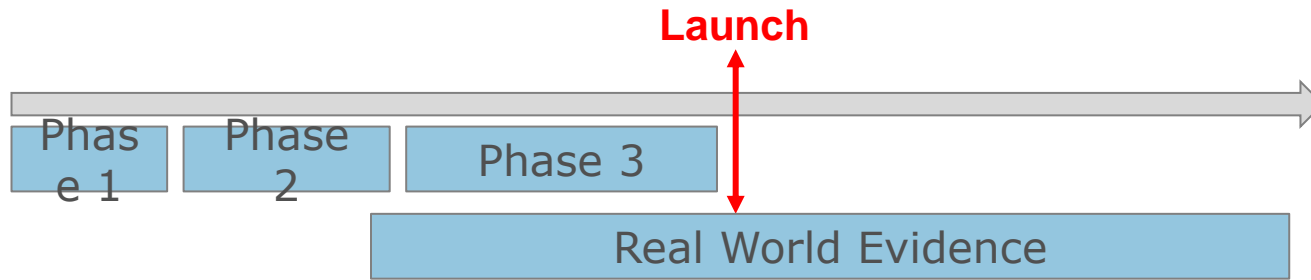 Launch
Phas
e 1
Phase
2
Phase 3
Real World Evidence